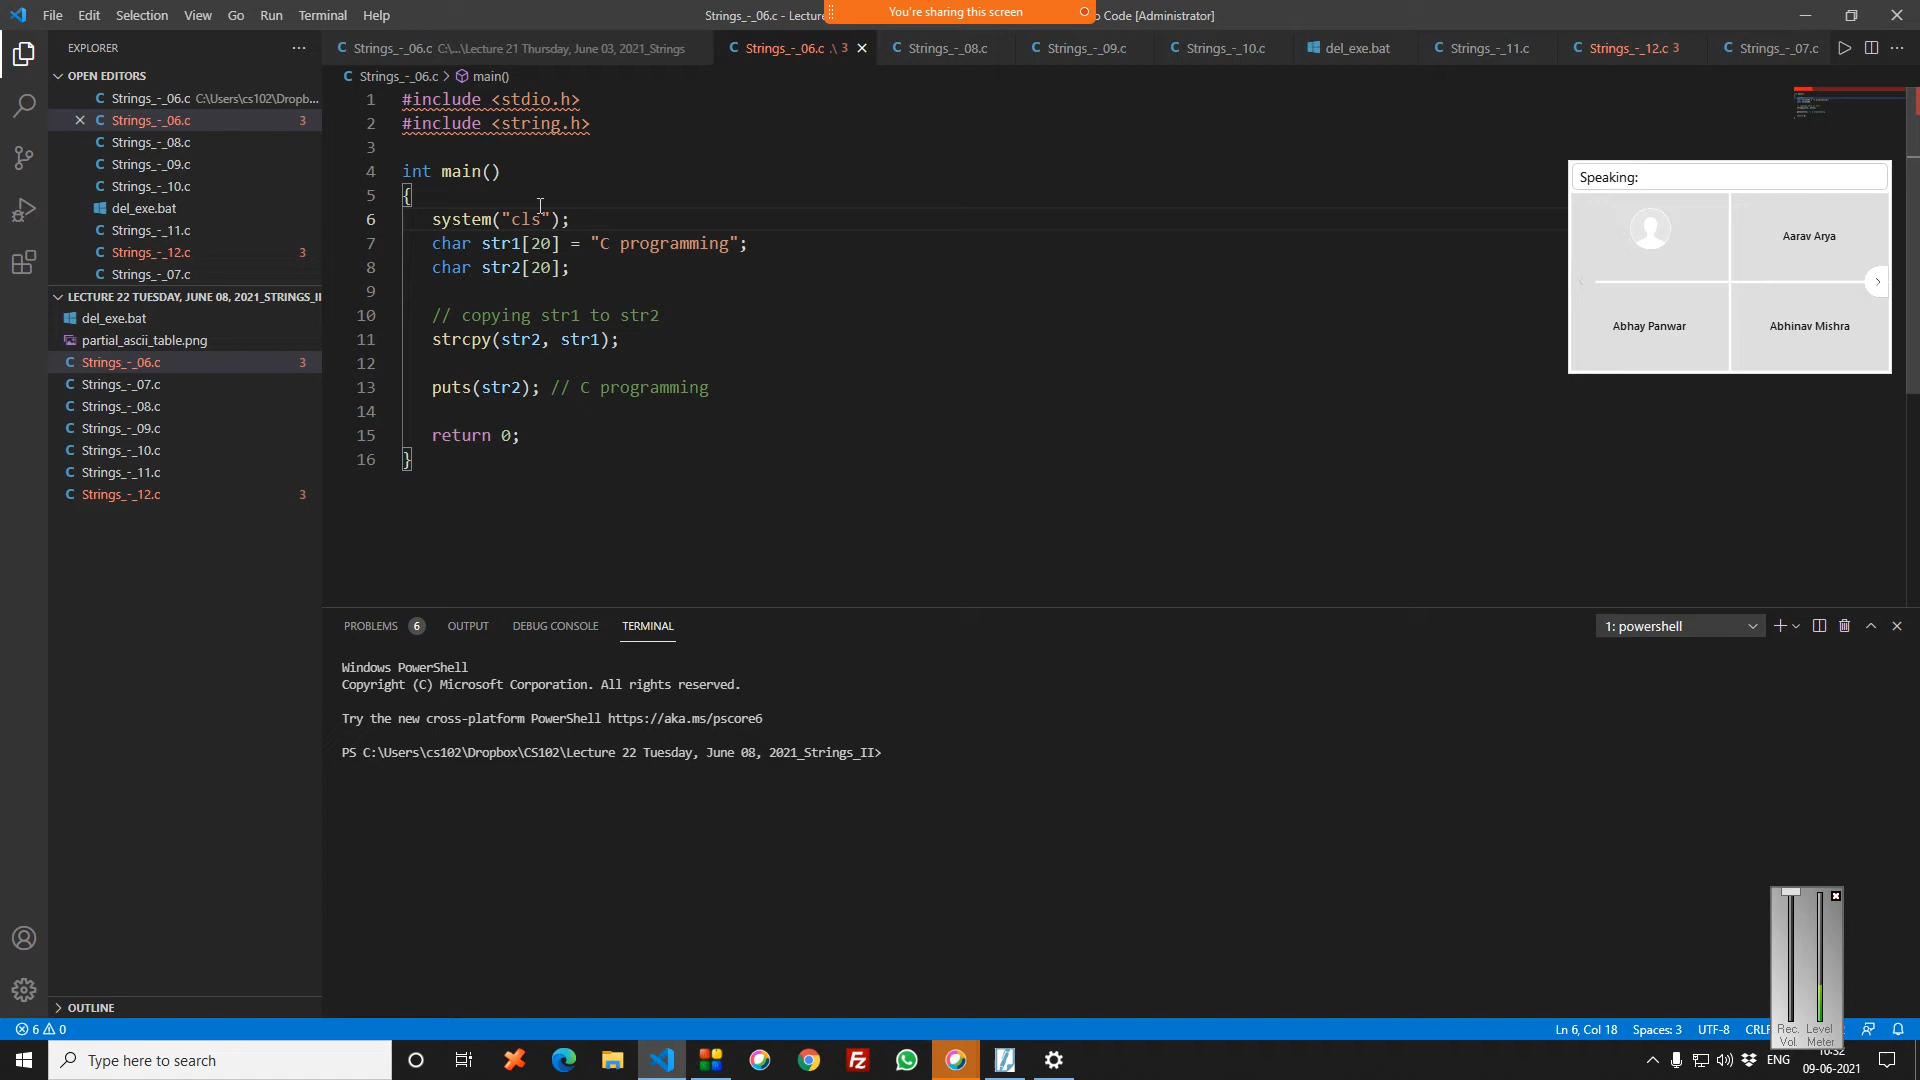 File Edit Selection View Go Run Terminal Help
Strings_-_06.c - Lectur
You're sharing this screen
o Code [Administrator]
EXPLORER
OPEN EDITORS
Strings_-_06.c C:\Users\cs102\Dropb...
Strings_-_06.c 3
Strings_-_08.c
Strings_-_09.c
Strings_-_10.c
del_exe.bat
Strings_-_11.c
Strings_-_12.c 3
Strings_-_07.c
LECTURE 22 TUESDAY, JUNE 08, 2021_STRINGS_II
del_exe.bat
partial_ascii_table.png
Strings_-_06.c 3
Strings_-_07.c
Strings_-_08.c
Strings_-_09.c
Strings_-_10.c
Strings_-_11.c
Strings_-_12.c 3
OUTLINE
Strings_-_06.c C:\...\Lecture 21 Thursday, June 03, 2021_Strings
Strings_-_06.c .\ 3
Strings_-_08.c
Strings_-_09.c
Strings_-_10.c
del_exe.bat
Strings_-_11.c
Strings_-_12.c 3
Strings_-_07.c
Strings_-_06.c > main()
1 #include <stdio.h>
2 #include <string.h>
3
4 int main()
5 {
6 system("cls");
7 char str1[20] = "C programming";
8 char str2[20];
9
10 // copying str1 to str2
11 strcpy(str2, str1);
12
13 puts(str2); // C programming
14
15 return 0;
16 }
Speaking:
Aarav Arya
Abhay Panwar
Abhinav Mishra
PROBLEMS 6 OUTPUT DEBUG CONSOLE TERMINAL
1: powershell
Windows PowerShell
Copyright (C) Microsoft Corporation. All rights reserved.
Try the new cross-platform PowerShell https://aka.ms/pscore6
PS C:\Users\cs102\Dropbox\CS102\Lecture 22 Tuesday, June 08, 2021_Strings_II>
6 0
Ln 6, Col 18 Spaces: 3 UTF-8 CRLF
Rec. Level
Vol. Meter
Type here to search
ENG
10:32
09-06-2021